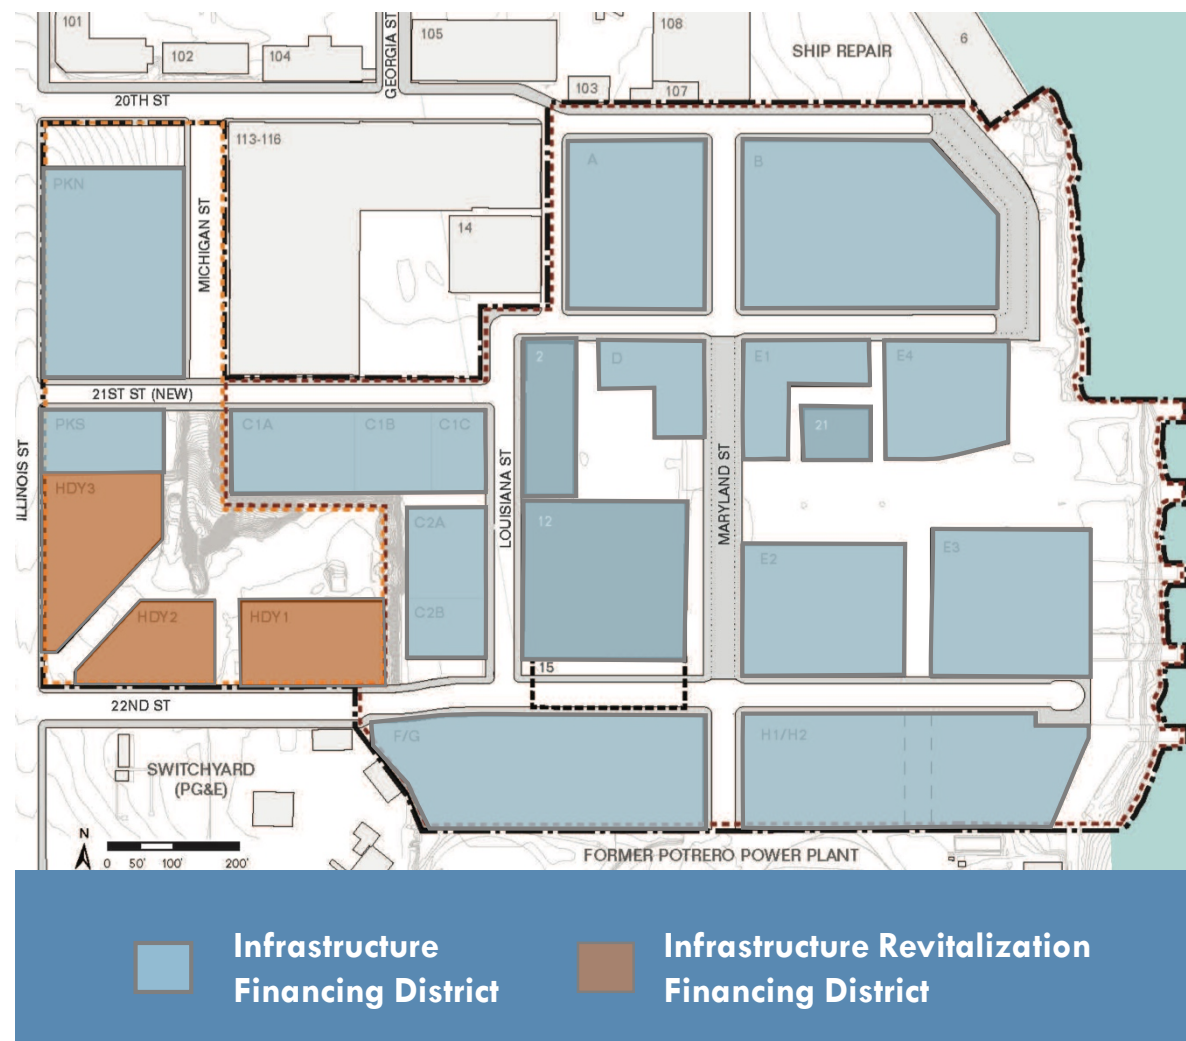 101
102
104
GEORGIA ST
105
103
108
107
SHIP REPAIR
6
20TH ST
113-116
14
PKN
MICHIGAN ST
A
B
21ST ST (NEW)
2
D
E1
E4
21
PKS
C1A
C1B
C1C
ILLINOIS ST
HDY3
LOUISIANA ST
MARYLAND ST
C2A
12
E2
E3
HDY2
HDY1
C2B
15
22ND ST
F/G
H1/H2
SWITCHYARD
(PG&E)
N
0 50' 100' 200'
FORMER POTRERO POWER PLANT
Infrastructure
Financing District
Infrastructure Revitalization
Financing District